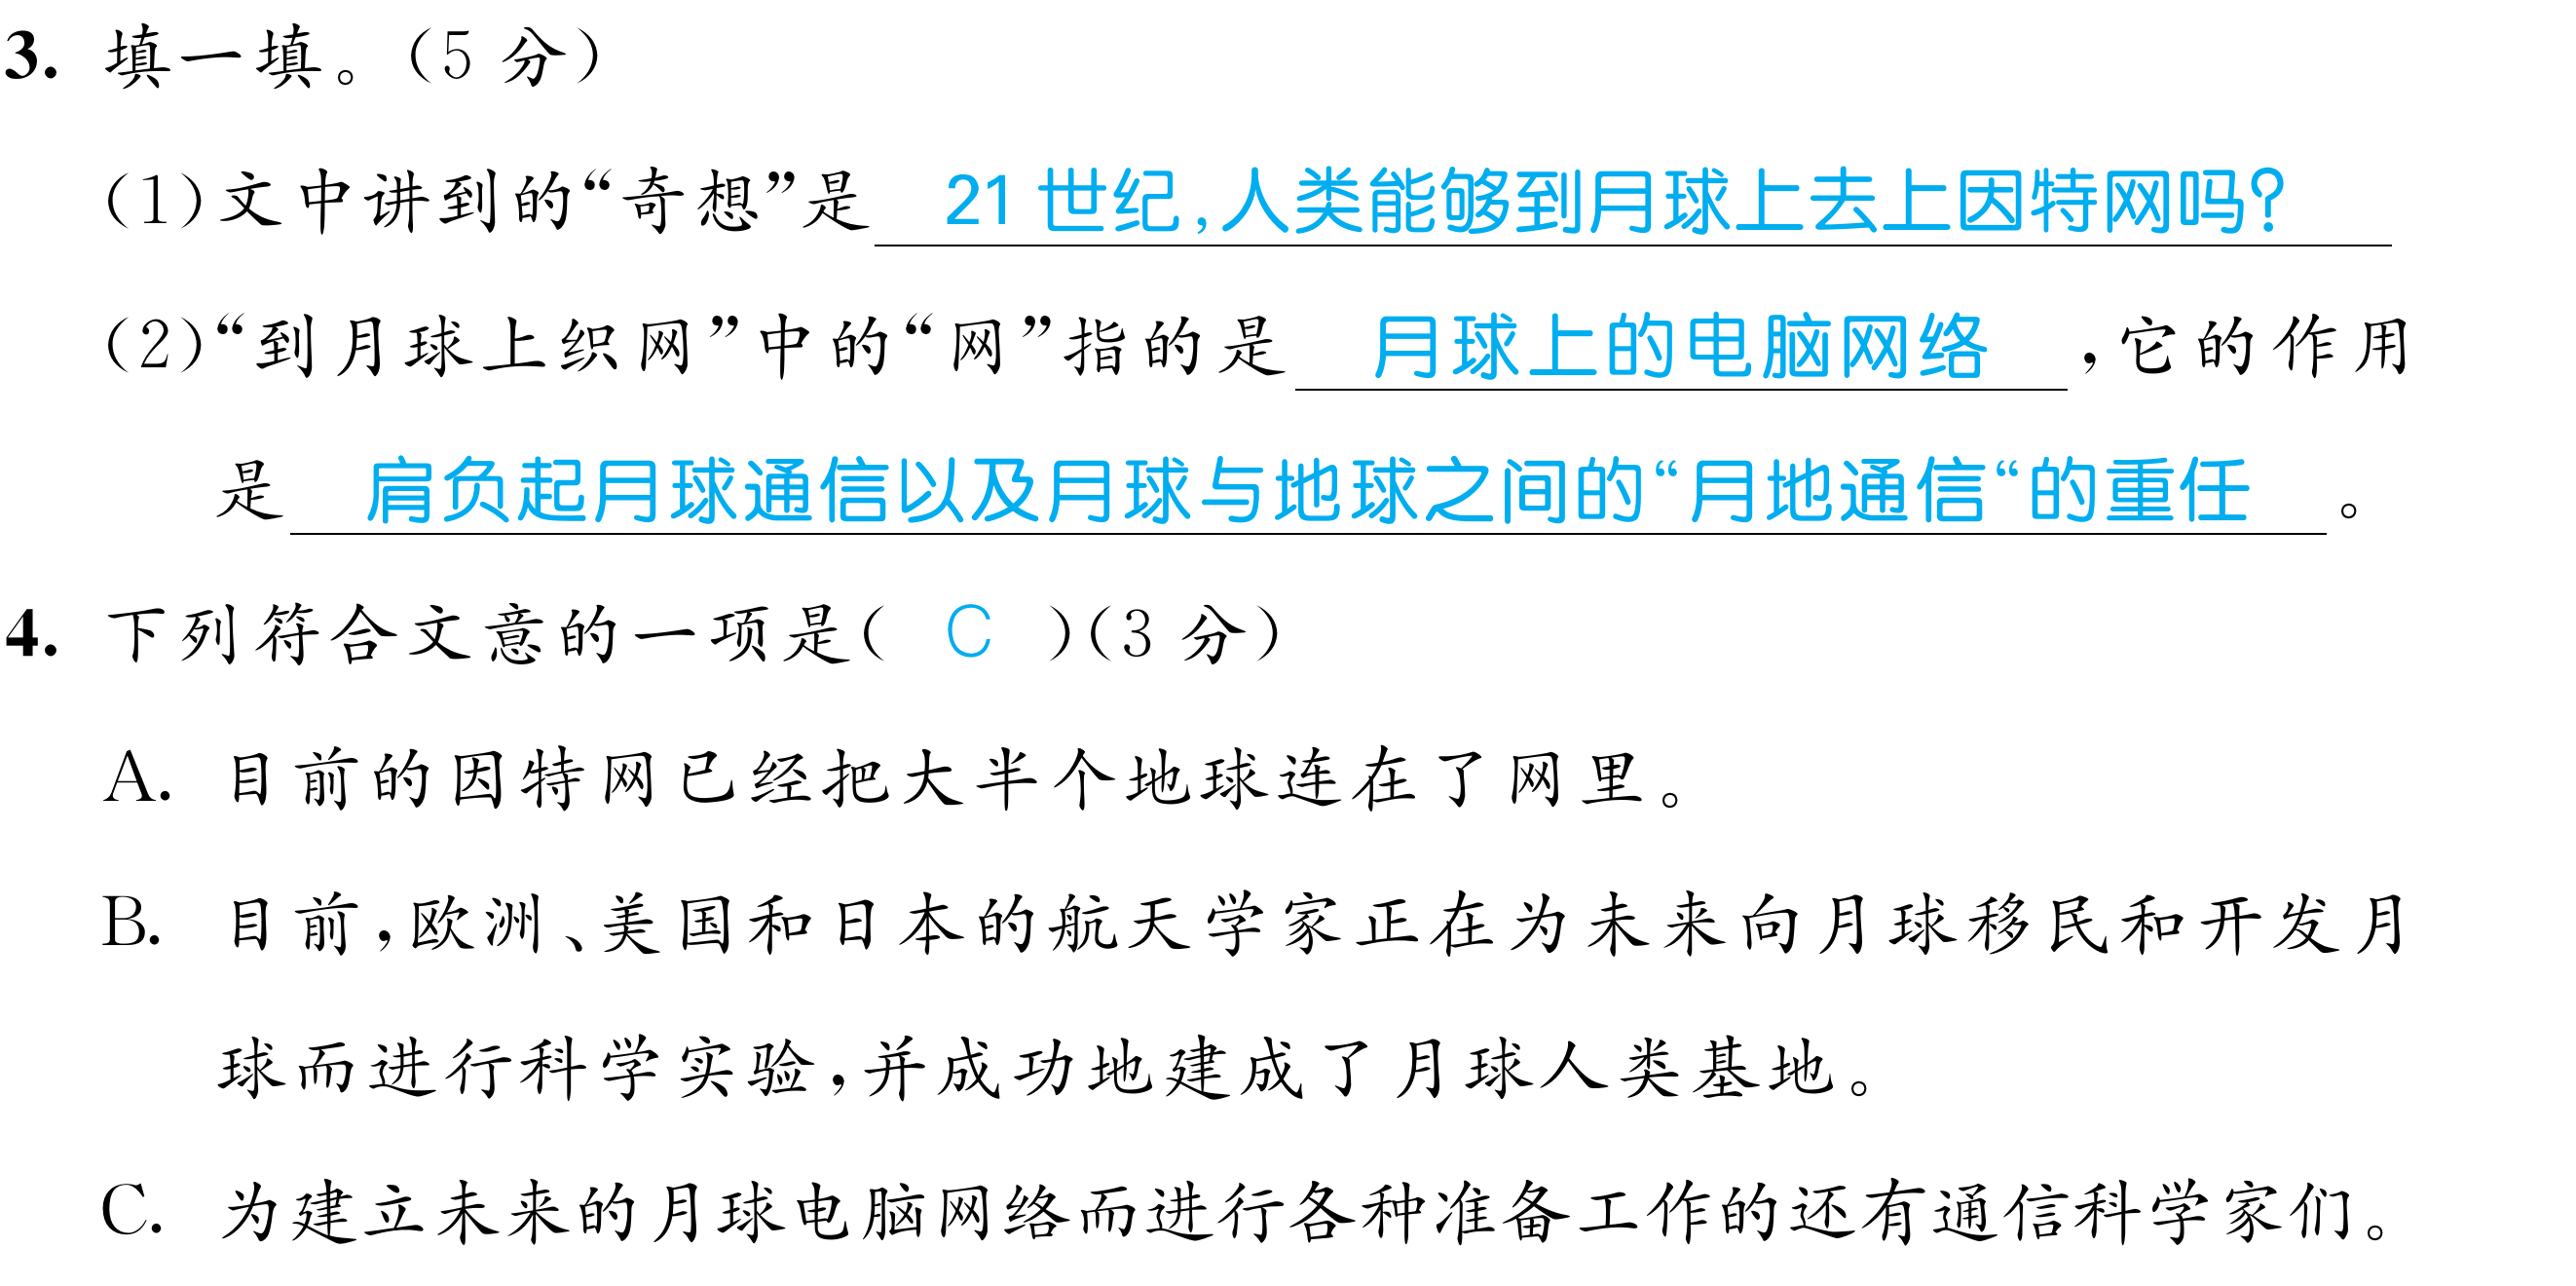 3. 填一填。(5 分)
(1)文中讲到的“奇想”是 21 世纪,人类能够到月球上去上因特网吗?
(2)“到月球上织网”中的“网”指的是 月球上的电脑网络 ,它的作用
是 肩负起月球通信以及月球与地球之间的“月地通信“的重任 。
4. 下列符合文意的一项是( C )(3 分)
A. 目前的因特网已经把大半个地球连在了网里。
B. 目前,欧洲、美国和日本的航天学家正在为未来向月球移民和开发月
球而进行科学实验,并成功地建成了月球人类基地。
C. 为建立未来的月球电脑网络而进行各种准备工作的还有通信科学家们。